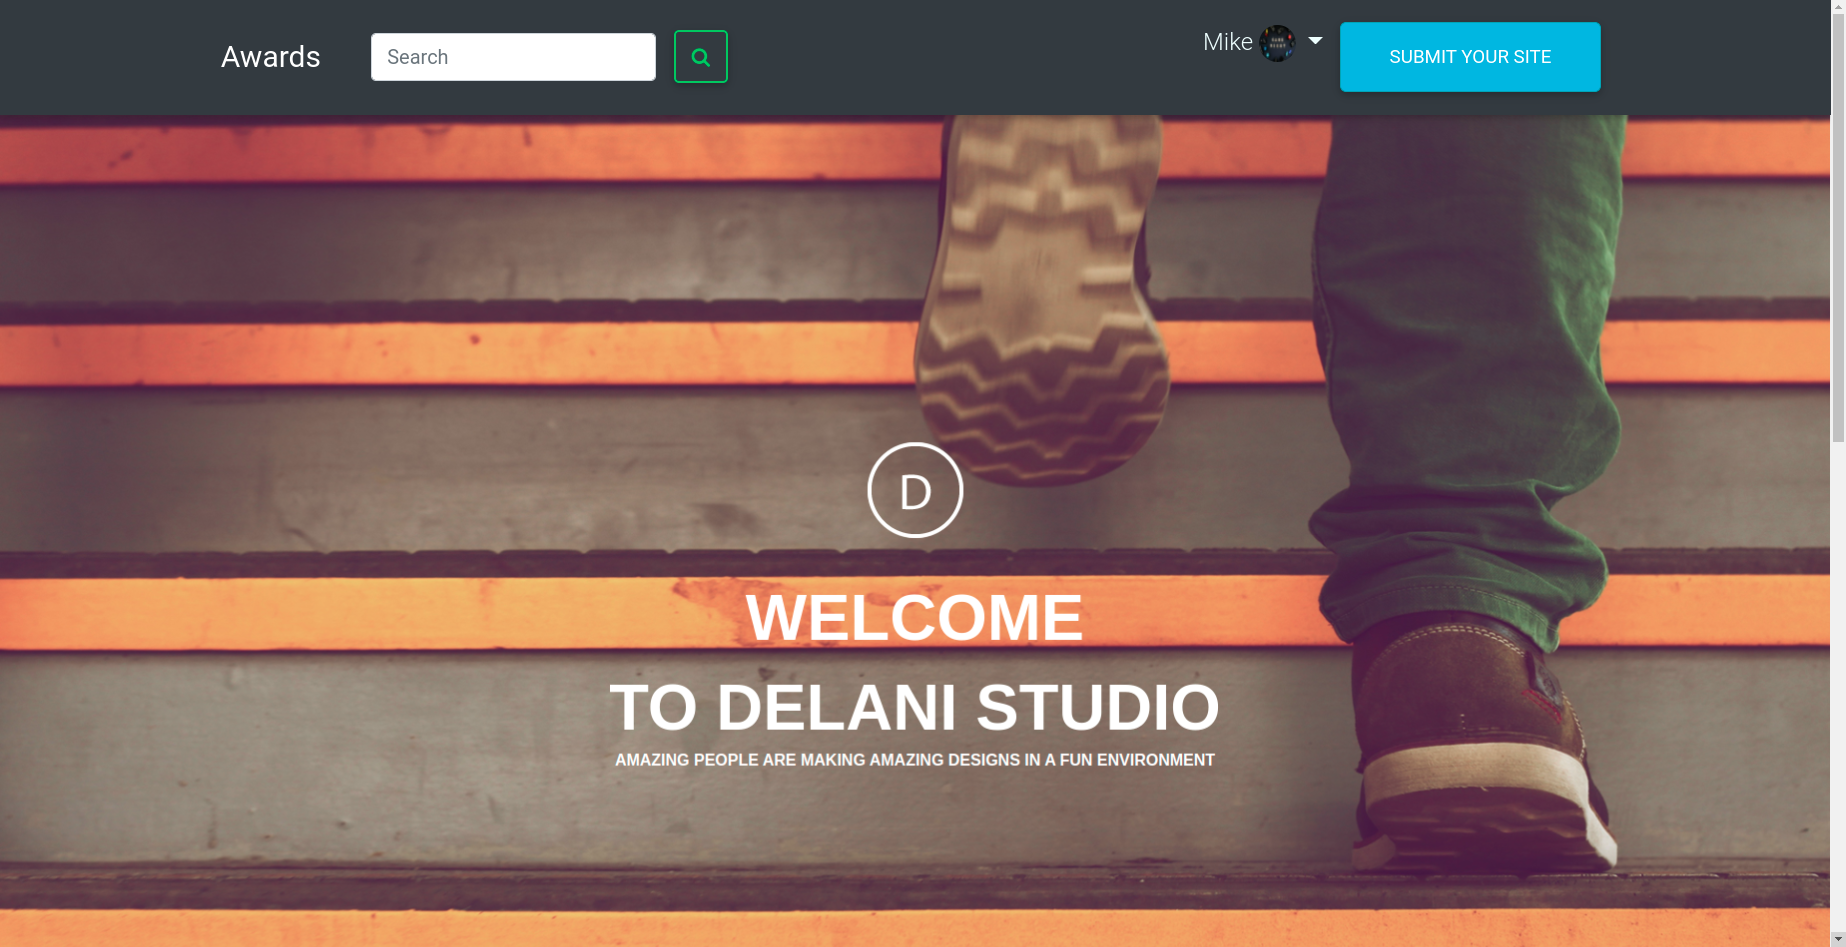 Awards
Search
Mike
SUBMIT YOUR SITE
D
WELCOME
TO DELANI STUDIO
AMAZING PEOPLE ARE MAKING AMAZING DESIGNS IN A FUN ENVIRONMENT